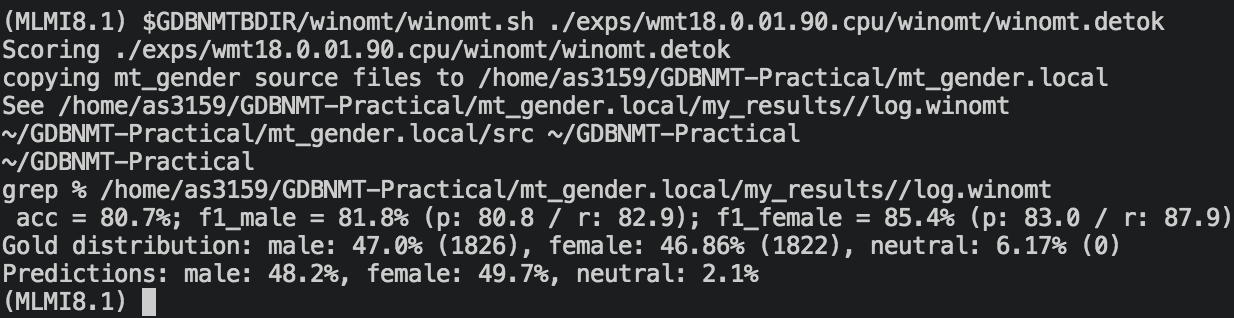 (MLMI8.1) $GDBNMTBDIR/winomt/winomt.sh ./exps/wmt18.0.01.90.cpu/winomt/winomt.detok
Scoring ./exps/wmt18.0.01.90.cpu/winomt/winomt.detok
copying mt_gender source files to /home/as3159/GDBNMT-Practical/mt_gender.local
See /home/as3159/GDBNMT-Practical/mt_gender.local/my_results//log.winomt
~/GDBNMT-Practical/mt_gender.local/src ~/GDBNMT-Practical
~/GDBNMT-Practical
grep % /home/as3159/GDBNMT-Practical/mt_gender.local/my_results//log.winomt
 acc = 80.7%; f1_male = 81.8% (p: 80.8 / r: 82.9); f1_female = 85.4% (p: 83.0 / r: 87.9)
Gold distribution: male: 47.0% (1826), female: 46.86% (1822), neutral: 6.17% (0)
Predictions: male: 48.2%, female: 49.7%, neutral: 2.1%
(MLMI8.1)